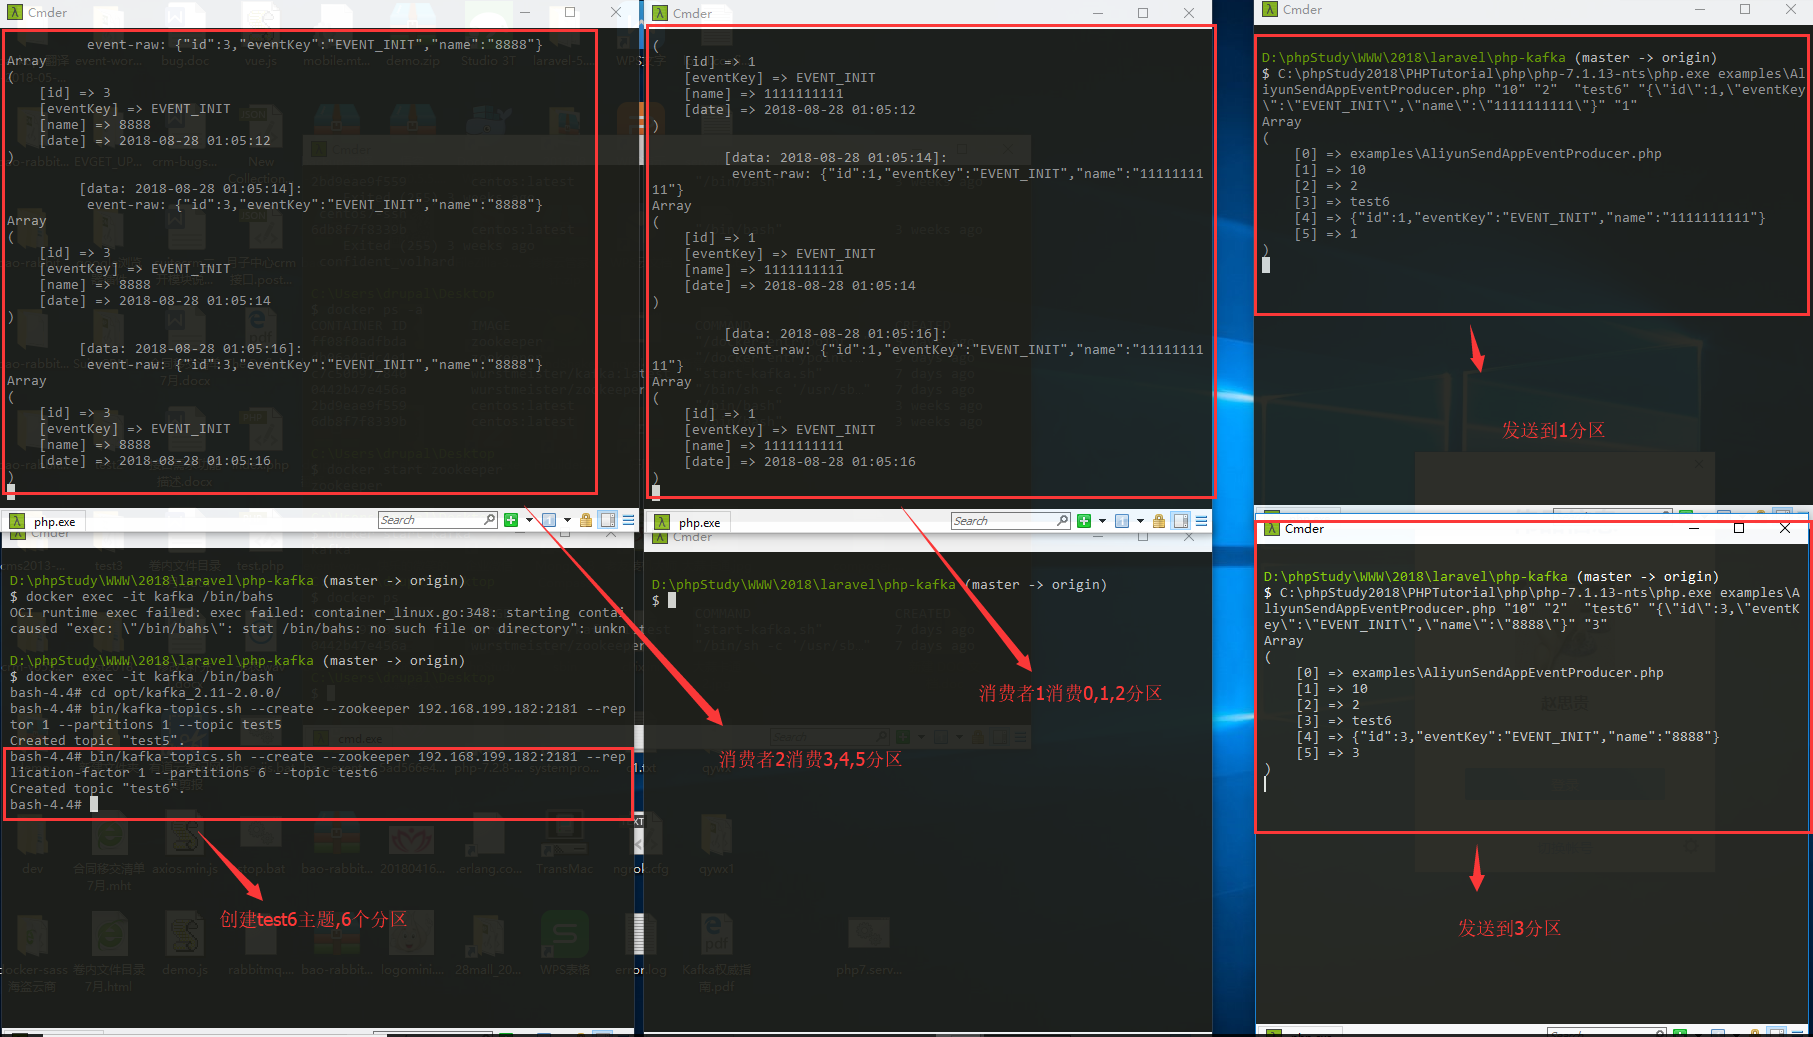 Cmder
event-raw: {"id":3,"eventKey":"EVENT_INIT","name":"8888"}
Array
(
[id] => 3
[eventKey] => EVENT_INIT
[name] => 8888
[date] => 2018-08-28 01:05:12
)
[data: 2018-08-28 01:05:14]:
event-raw: {"id":3,"eventKey":"EVENT_INIT","name":"8888"}
Array
(
[id] => 3
[eventKey] => EVENT_INIT
[name] => 8888
[date] => 2018-08-28 01:05:14
)
[data: 2018-08-28 01:05:16]:
event-raw: {"id":3,"eventKey":"EVENT_INIT","name":"8888"}
Array
(
[id] => 3
[eventKey] => EVENT_INIT
[name] => 8888
[date] => 2018-08-28 01:05:16
)
php.exe
Search
Cmder
(
[id] => 1
[eventKey] => EVENT_INIT
[name] => 1111111111
[date] => 2018-08-28 01:05:12
)
[data: 2018-08-28 01:05:14]:
event-raw: {"id":1,"eventKey":"EVENT_INIT","name":"11111111
11"}
Array
(
[id] => 1
[eventKey] => EVENT_INIT
[name] => 1111111111
[date] => 2018-08-28 01:05:14
)
[data: 2018-08-28 01:05:16]:
event-raw: {"id":1,"eventKey":"EVENT_INIT","name":"11111111
11"}
Array
(
[id] => 1
[eventKey] => EVENT_INIT
[name] => 1111111111
[date] => 2018-08-28 01:05:16
)
php.exe
Search
Cmder
D:\phpStudy\WWW\2018\laravel\php-kafka (master -> origin)
$ C:\phpStudy2018\PHPTutorial\php\php-7.1.13-nts\php.exe examples\Al
iyunSendAppEventProducer.php "10" "2"  "test6" "{\"id\":1,\"eventKey
\":\"EVENT_INIT\",\"name\":\"1111111111\"}" "1"
Array
(
[0] => examples\AliyunSendAppEventProducer.php
[1] => 10
[2] => 2
[3] => test6
[4] => {"id":1,"eventKey":"EVENT_INIT","name":"1111111111"}
[5] => 1
)
发送到1分区
Cmder
D:\phpStudy\WWW\2018\laravel\php-kafka (master -> origin)
$ docker exec -it kafka /bin/bahs
OCI runtime exec failed: exec failed: container_linux.go:348: starting contai
caused "exec: \"/bin/bahs\": stat /bin/bahs: no such file or directory": unkn
D:\phpStudy\WWW\2018\laravel\php-kafka (master -> origin)
$ docker exec -it kafka /bin/bash
bash-4.4# cd opt/kafka_2.11-2.0.0/
bash-4.4# bin/kafka-topics.sh --create --zookeeper 192.168.199.182:2181 --rep
tor 1 --partitions 1 --topic test5
Created topic "test5".
bash-4.4# bin/kafka-topics.sh --create --zookeeper 192.168.199.182:2181 --rep
lication-factor 1 --partitions 6 --topic test6
Created topic "test6".
bash-4.4#
创建test6主题,6个分区
Cmder
D:\phpStudy\WWW\2018\laravel\php-kafka (master -> origin)
$
消费者1消费0,1,2分区
消费者2消费3,4,5分区
Cmder
D:\phpStudy\WWW\2018\laravel\php-kafka (master -> origin)
$ C:\phpStudy2018\PHPTutorial\php\php-7.1.13-nts\php.exe examples\A
liyunSendAppEventProducer.php "10" "2"  "test6" "{\"id\":3,\"eventK
ey\":\"EVENT_INIT\",\"name\":\"8888\"}" "3"
Array
(
[0] => examples\AliyunSendAppEventProducer.php
[1] => 10
[2] => 2
[3] => test6
[4] => {"id":3,"eventKey":"EVENT_INIT","name":"8888"}
[5] => 3
)
发送到3分区